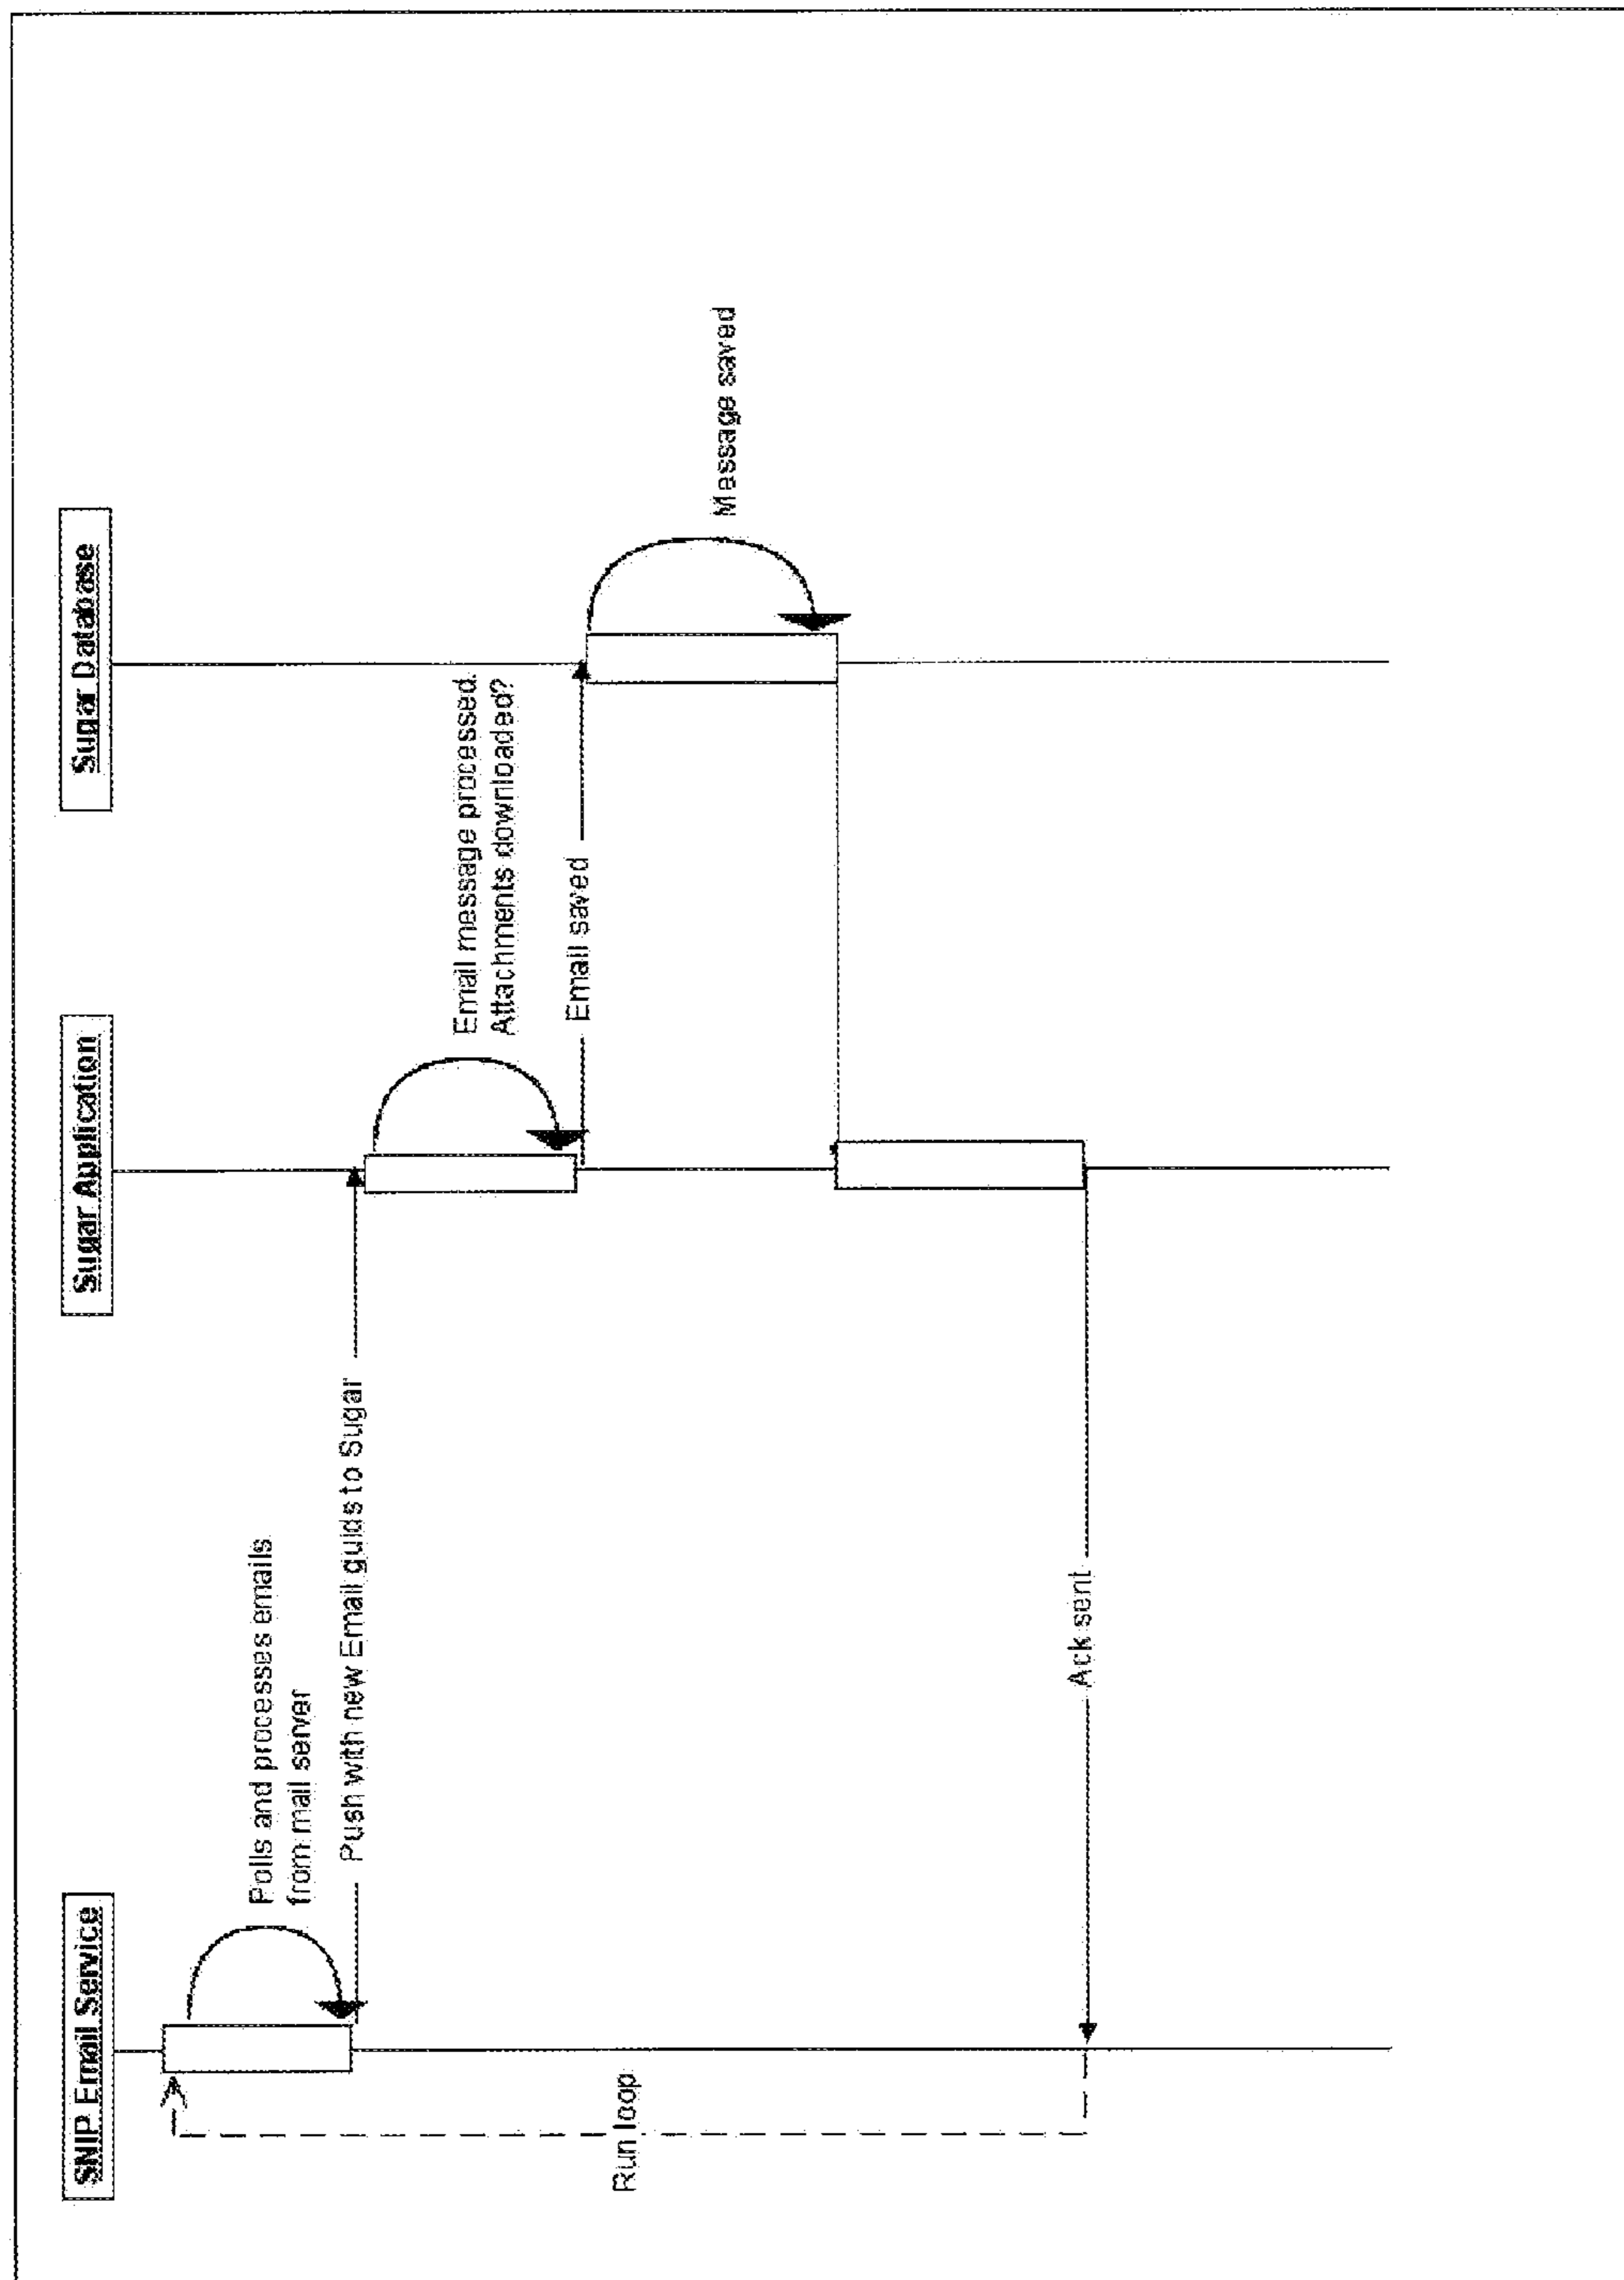 SNIP Email Service
Sugar Application
Sugar Database
Polls and processes emails
from mail server
Push with new Email guids to Sugar
Email message processed.
Attachments downloaded?
Email saved
Message saved
Run loop
Ack sent